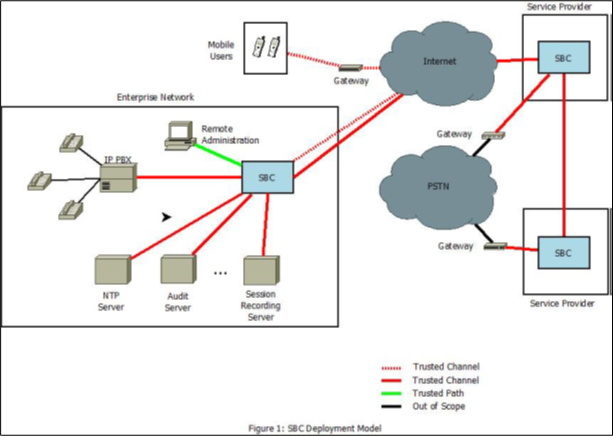 Service Provider
Mobile
Users
SBC
Internet
Gateway
Enterprise Network
Remote
Administration
Gateway
IP PBX
SBC
PSTN
Gateway
SBC
NTP
Server
Audit
Server
...
Session
Recording
Server
Service Provider
Trusted Channel
Trusted Channel
Trusted Path
Out of Scope
Figure 1: SBC Deployment Model